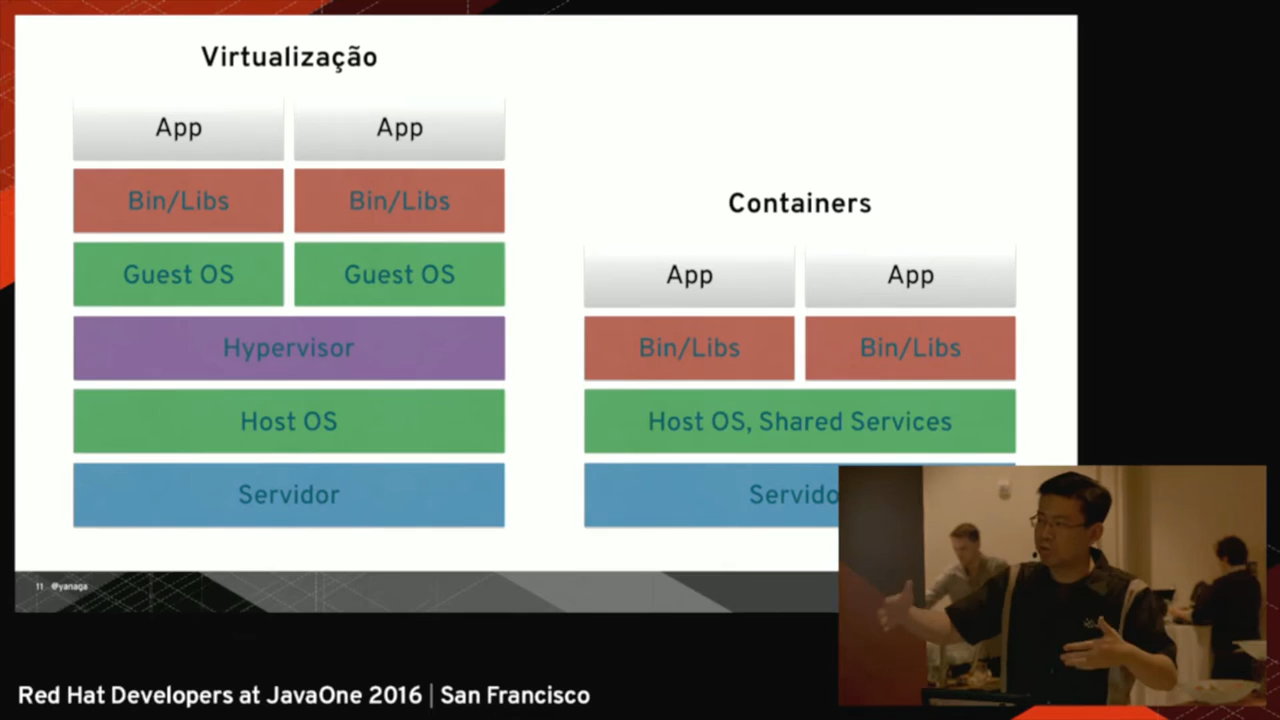 Virtualização
App App
Bin/Libs Bin/Libs
Guest OS Guest OS
Hypervisor
Host OS
Servidor
Containers
App App
Bin/Libs Bin/Libs
Host OS, Shared Services
Servido
11 @yanaga
Red Hat Developers at JavaOne 2016 | San Francisco